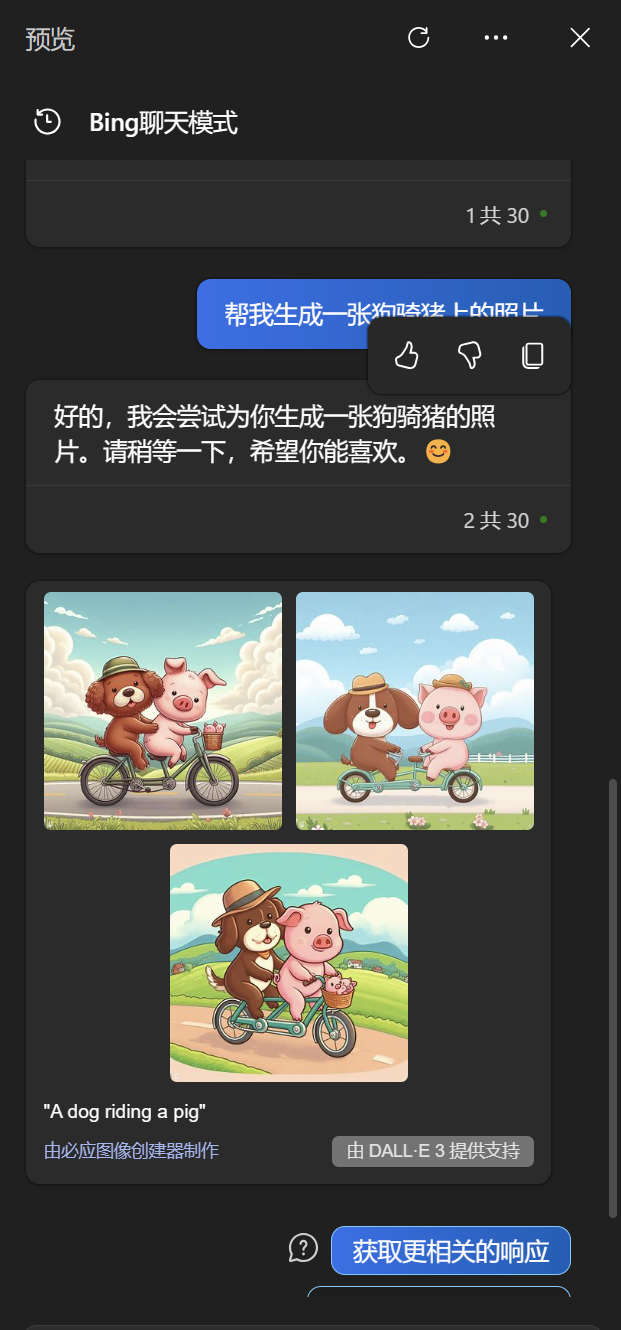 预览
Bing聊天模式
1 共 30
帮我生成一张狗骑猪上的照片
好的，我会尝试为你生成一张狗骑猪的照
片。请稍等一下，希望你能喜欢。😊
2 共 30
"A dog riding a pig"
由必应图像创建器制作
由 DALL·E 3 提供支持
获取更相关的响应